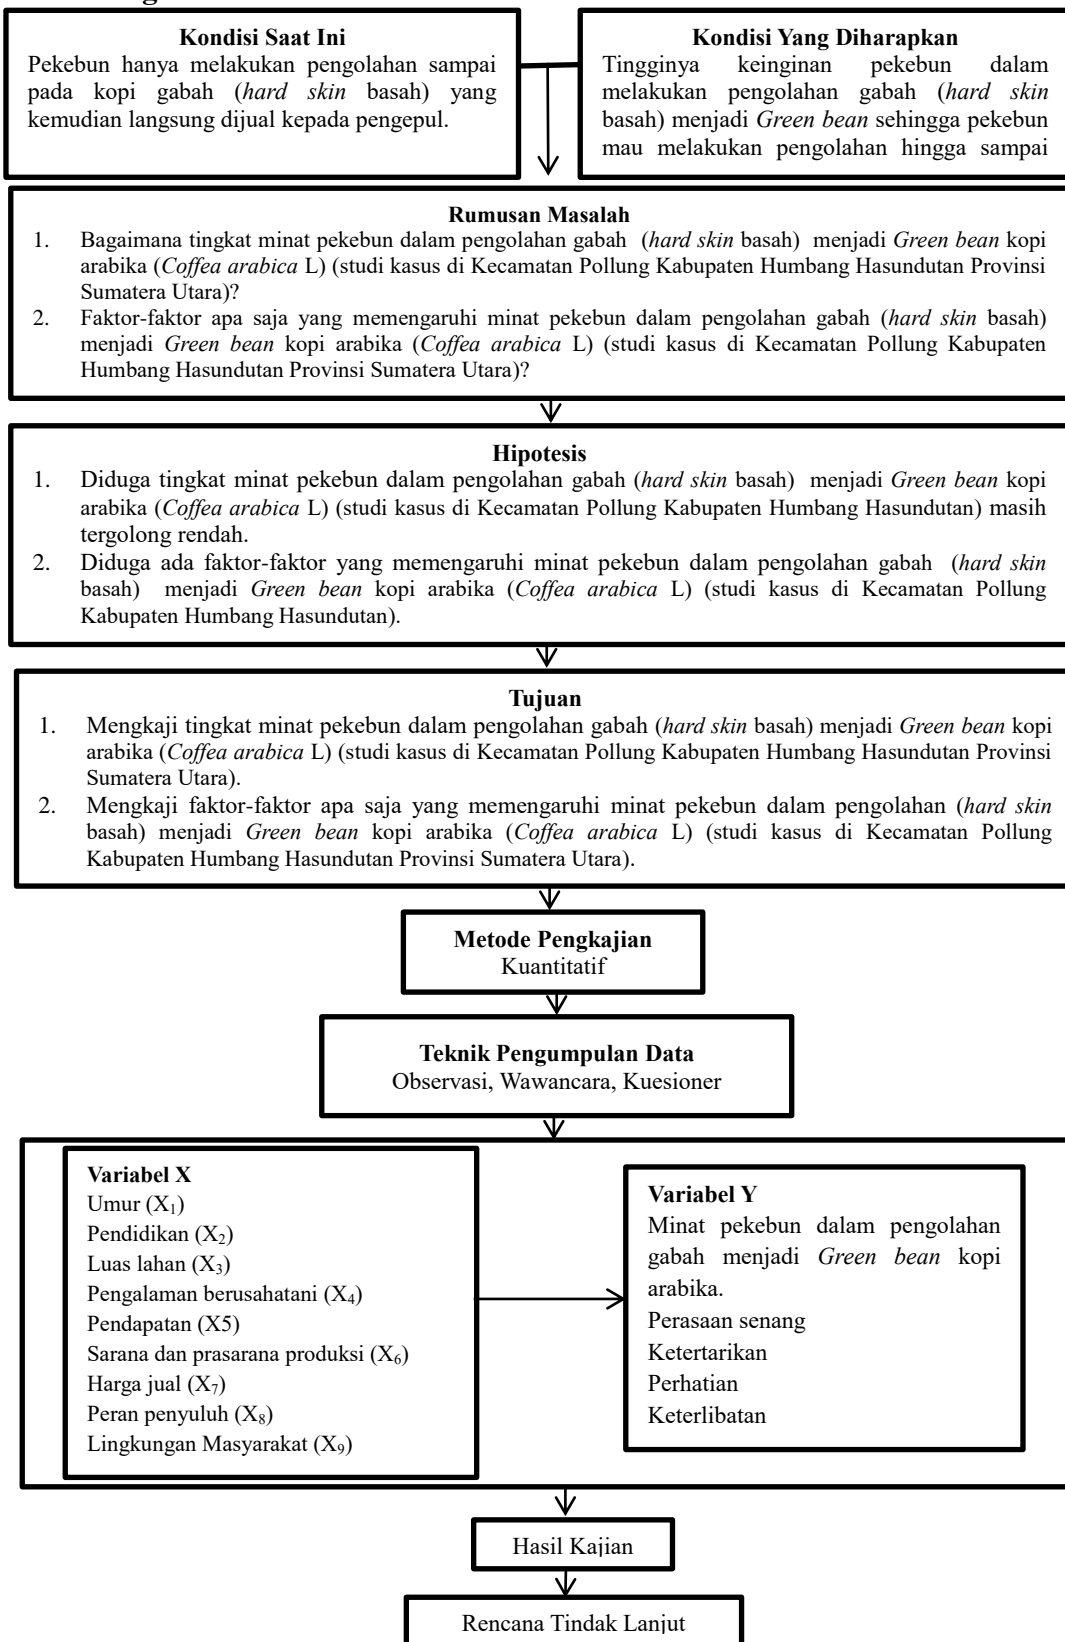 Kondisi Saat Ini
Pekebun hanya melakukan pengolahan sampai
pada kopi gabah (hard skin basah) yang
kemudian langsung dijual kepada pengepul.
Kondisi Yang Diharapkan
Tingginya keinginan pekebun dalam
melakukan pengolahan gabah (hard skin
basah) menjadi Green bean sehingga pekebun
mau melakukan pengolahan hingga sampai
Rumusan Masalah
1. Bagaimana tingkat minat pekebun dalam pengolahan gabah (hard skin basah) menjadi Green bean kopi
arabika (Coffea arabica L) (studi kasus di Kecamatan Pollung Kabupaten Humbang Hasundutan Provinsi
Sumatera Utara)?
2. Faktor-faktor apa saja yang memengaruhi minat pekebun dalam pengolahan gabah (hard skin basah)
menjadi Green bean kopi arabika (Coffea arabica L) (studi kasus di Kecamatan Pollung Kabupaten
Humbang Hasundutan Provinsi Sumatera Utara)?
Hipotesis
1. Diduga tingkat minat pekebun dalam pengolahan gabah (hard skin basah) menjadi Green bean kopi
arabika (Coffea arabica L) (studi kasus di Kecamatan Pollung Kabupaten Humbang Hasundutan) masih
tergolong rendah.
2. Diduga ada faktor-faktor yang memengaruhi minat pekebun dalam pengolahan gabah (hard skin
basah) menjadi Green bean kopi arabika (Coffea arabica L) (studi kasus di Kecamatan Pollung
Kabupaten Humbang Hasundutan).
Tujuan
1. Mengkaji tingkat minat pekebun dalam pengolahan gabah (hard skin basah) menjadi Green bean kopi
arabika (Coffea arabica L) (studi kasus di Kecamatan Pollung Kabupaten Humbang Hasundutan Provinsi
Sumatera Utara).
2. Mengkaji faktor-faktor apa saja yang memengaruhi minat pekebun dalam pengolahan (hard skin
basah) menjadi Green bean kopi arabika (Coffea arabica L) (studi kasus di Kecamatan Pollung
Kabupaten Humbang Hasundutan Provinsi Sumatera Utara).
Metode Pengkajian
Kuantitatif
Teknik Pengumpulan Data
Observasi, Wawancara, Kuesioner
Variabel X
Umur (X₁)
Pendidikan (X₂)
Luas lahan (X₃)
Pengalaman berusahatani (X₄)
Pendapatan (X5)
Sarana dan prasarana produksi (X₆)
Harga jual (X₇)
Peran penyuluh (X₈)
Lingkungan Masyarakat (X₉)
Variabel Y
Minat pekebun dalam pengolahan
gabah menjadi Green bean kopi
arabika.
Perasaan senang
Ketertarikan
Perhatian
Keterlibatan
Hasil Kajian
Rencana Tindak Lanjut